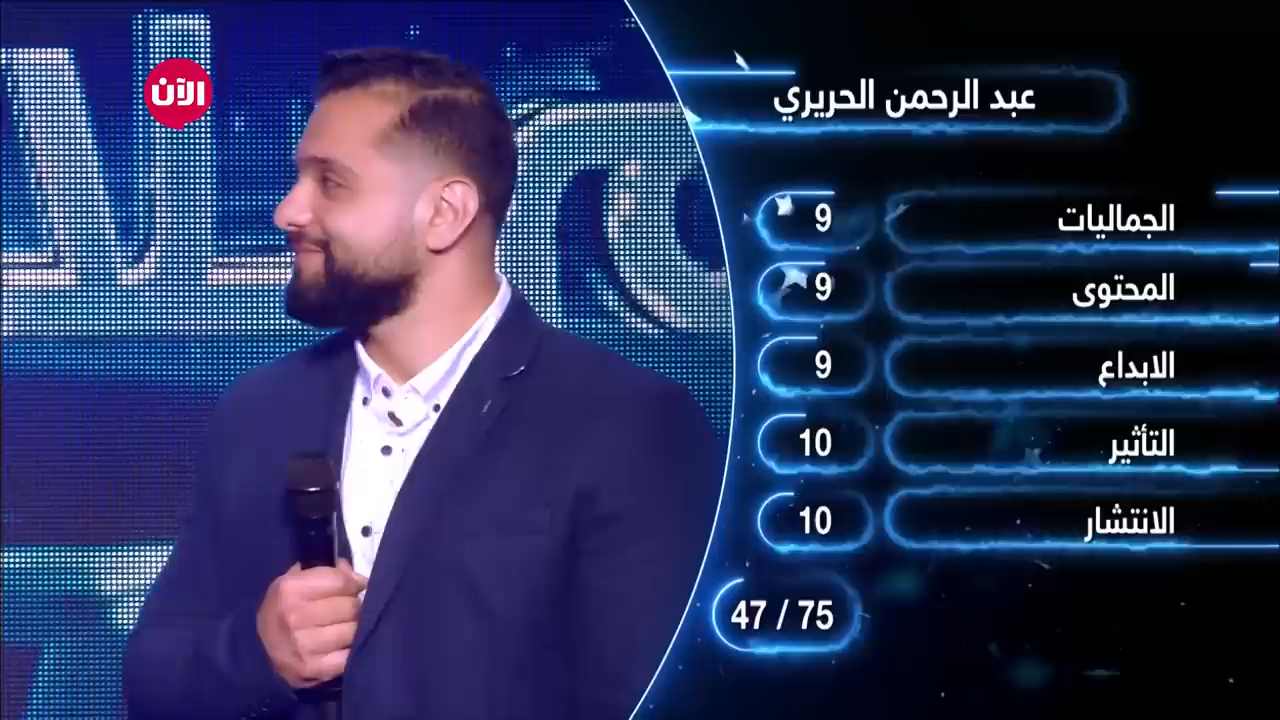 الآن
عبد الرحمن الحريري
الجماليات 9
المحتوى 9
الابداع 9
التأثير 10
الانتشار 10
47 / 75